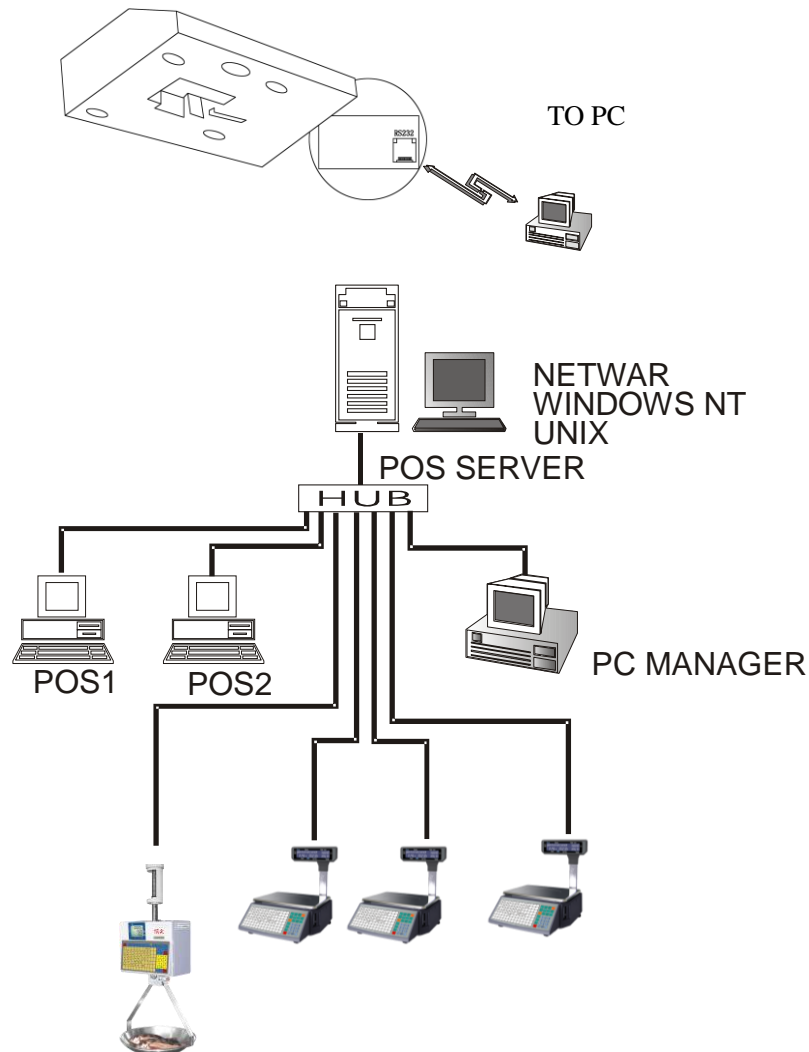 RS232
TO PC
NETWAR
WINDOWS NT
UNIX
POS SERVER
HUB
POS1
POS2
PC MANAGER